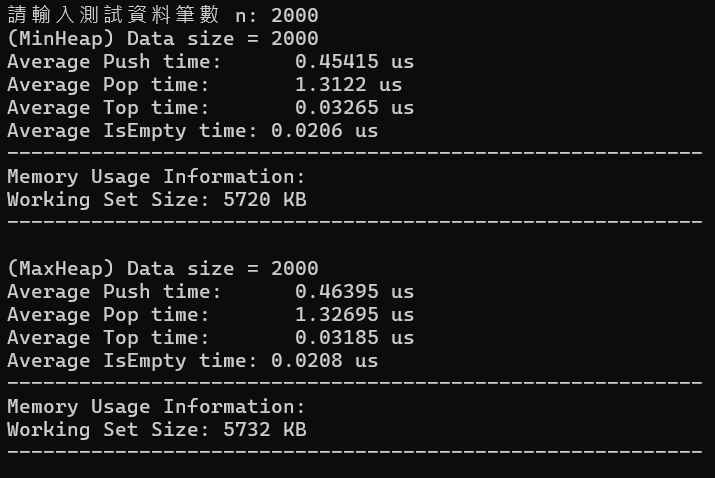 請輸入測試資料筆數 n: 2000
(MinHeap) Data size = 2000
Average Push time:      0.45415 us
Average Pop time:       1.3122 us
Average Top time:       0.03265 us
Average IsEmpty time: 0.0206 us
----------------------------------------------------------
Memory Usage Information:
Working Set Size: 5720 KB
----------------------------------------------------------
(MaxHeap) Data size = 2000
Average Push time:      0.46395 us
Average Pop time:       1.32695 us
Average Top time:       0.03185 us
Average IsEmpty time: 0.0208 us
----------------------------------------------------------
Memory Usage Information:
Working Set Size: 5732 KB
----------------------------------------------------------